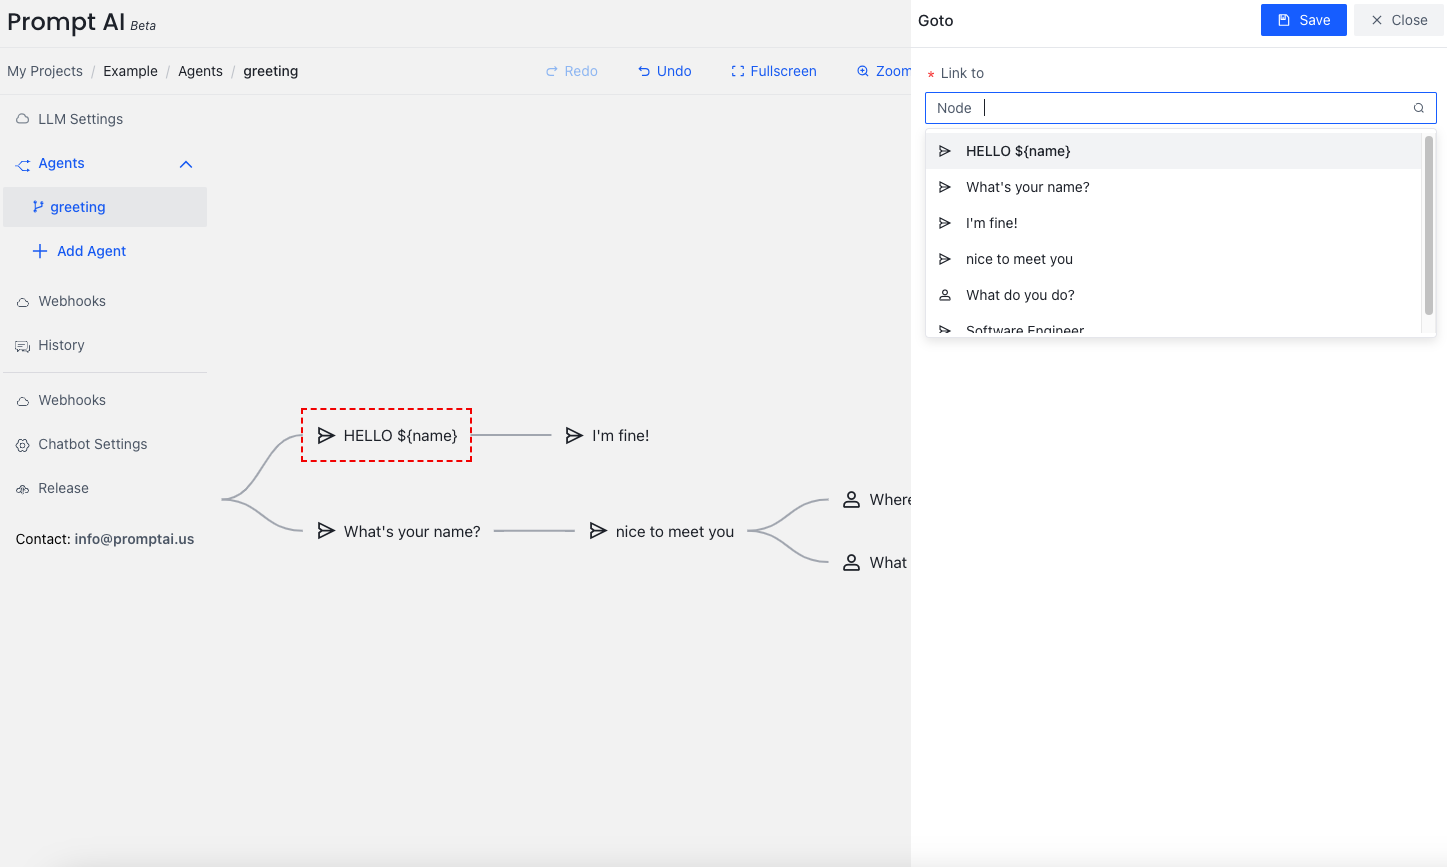 Prompt AI Beta
My Projects / Example / Agents / greeting
Redo
Undo
Fullscreen
Zoom
LLM Settings
Agents
greeting
Add Agent
Webhooks
History
Webhooks
Chatbot Settings
Release
Contact: info@promptai.us
HELLO ${name}
I'm fine!
What's your name?
nice to meet you
Where
What
Goto
Save
Close
* Link to
Node
HELLO ${name}
What's your name?
I'm fine!
nice to meet you
What do you do?
Software Engineer